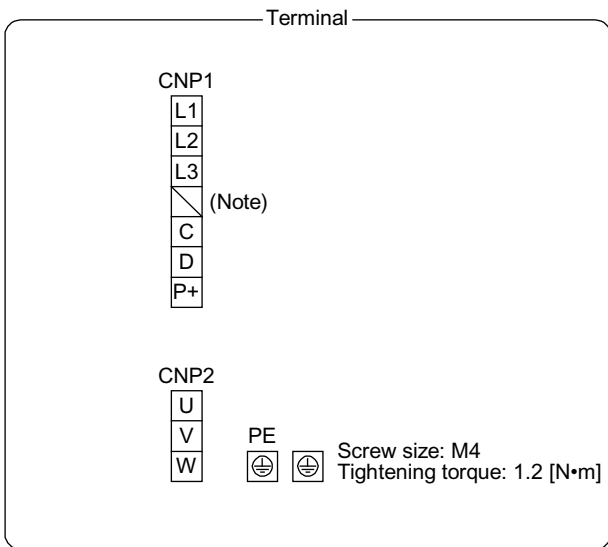 Terminal
CNP1
L1
L2
L3
(Note)
C
D
P+
CNP2
U
V
W
PE
Screw size: M4
Tightening torque: 1.2 [N•m]